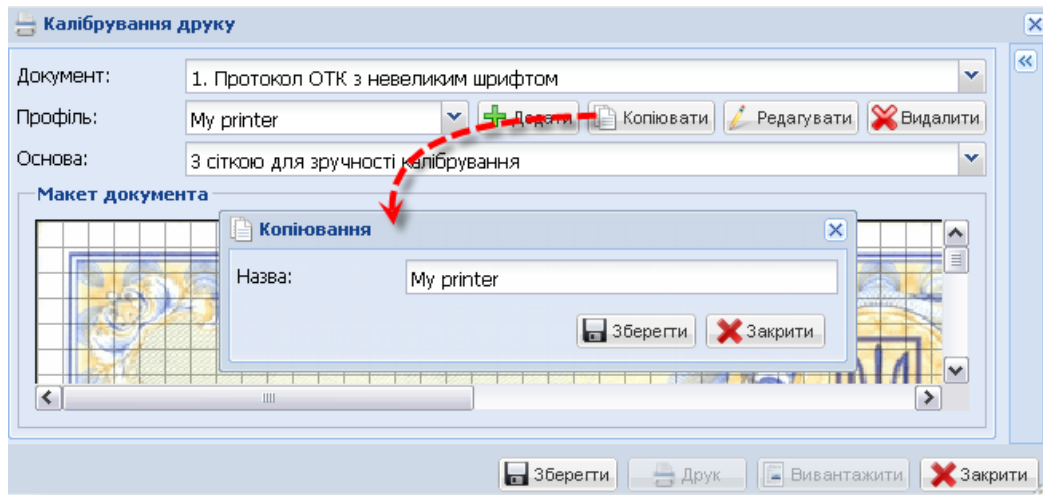 Калібрування друку
Документ: 1. Протокол ОТК з невеликим шрифтом
Профіль: My printer Додати Копіювати Редагувати Видалити
Основа: З сіткою для зручності калібрування
Макет документа
Копіювання
Назва: My printer
Зберегти Закрити
Зберегти Друк Вивантажити Закрити